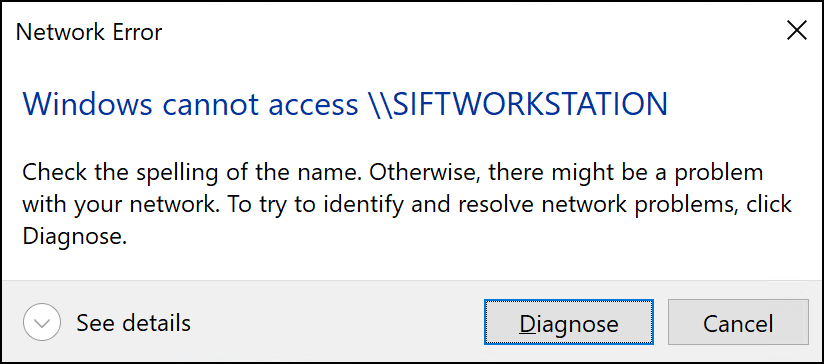 Network Error
Windows cannot access \\SIFTWORKSTATION
Check the spelling of the name. Otherwise, there might be a problem
with your network. To try to identify and resolve network problems, click
Diagnose.
See details
Diagnose
Cancel